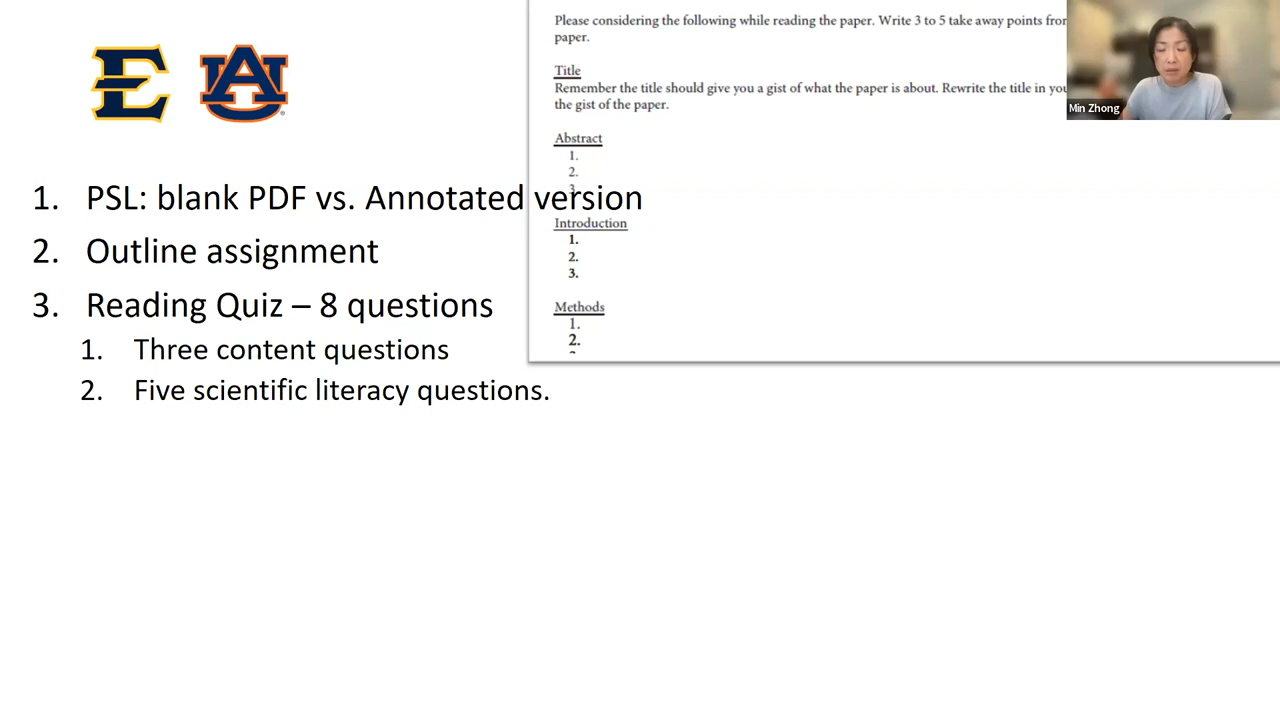 Please considering the following while reading the paper. Write 3 to 5 take away points from
paper.
Title
Remember the title should give you a gist of what the paper is about. Rewrite the title in
the gist of the paper.
Min Zhong
Abstract
1.
2.
3.
1. PSL: blank PDF vs. Annotated version
Introduction
1.
2.
3.
2. Outline assignment
3. Reading Quiz – 8 questions
Methods
1.
2.
1. Three content questions
2. Five scientific literacy questions.